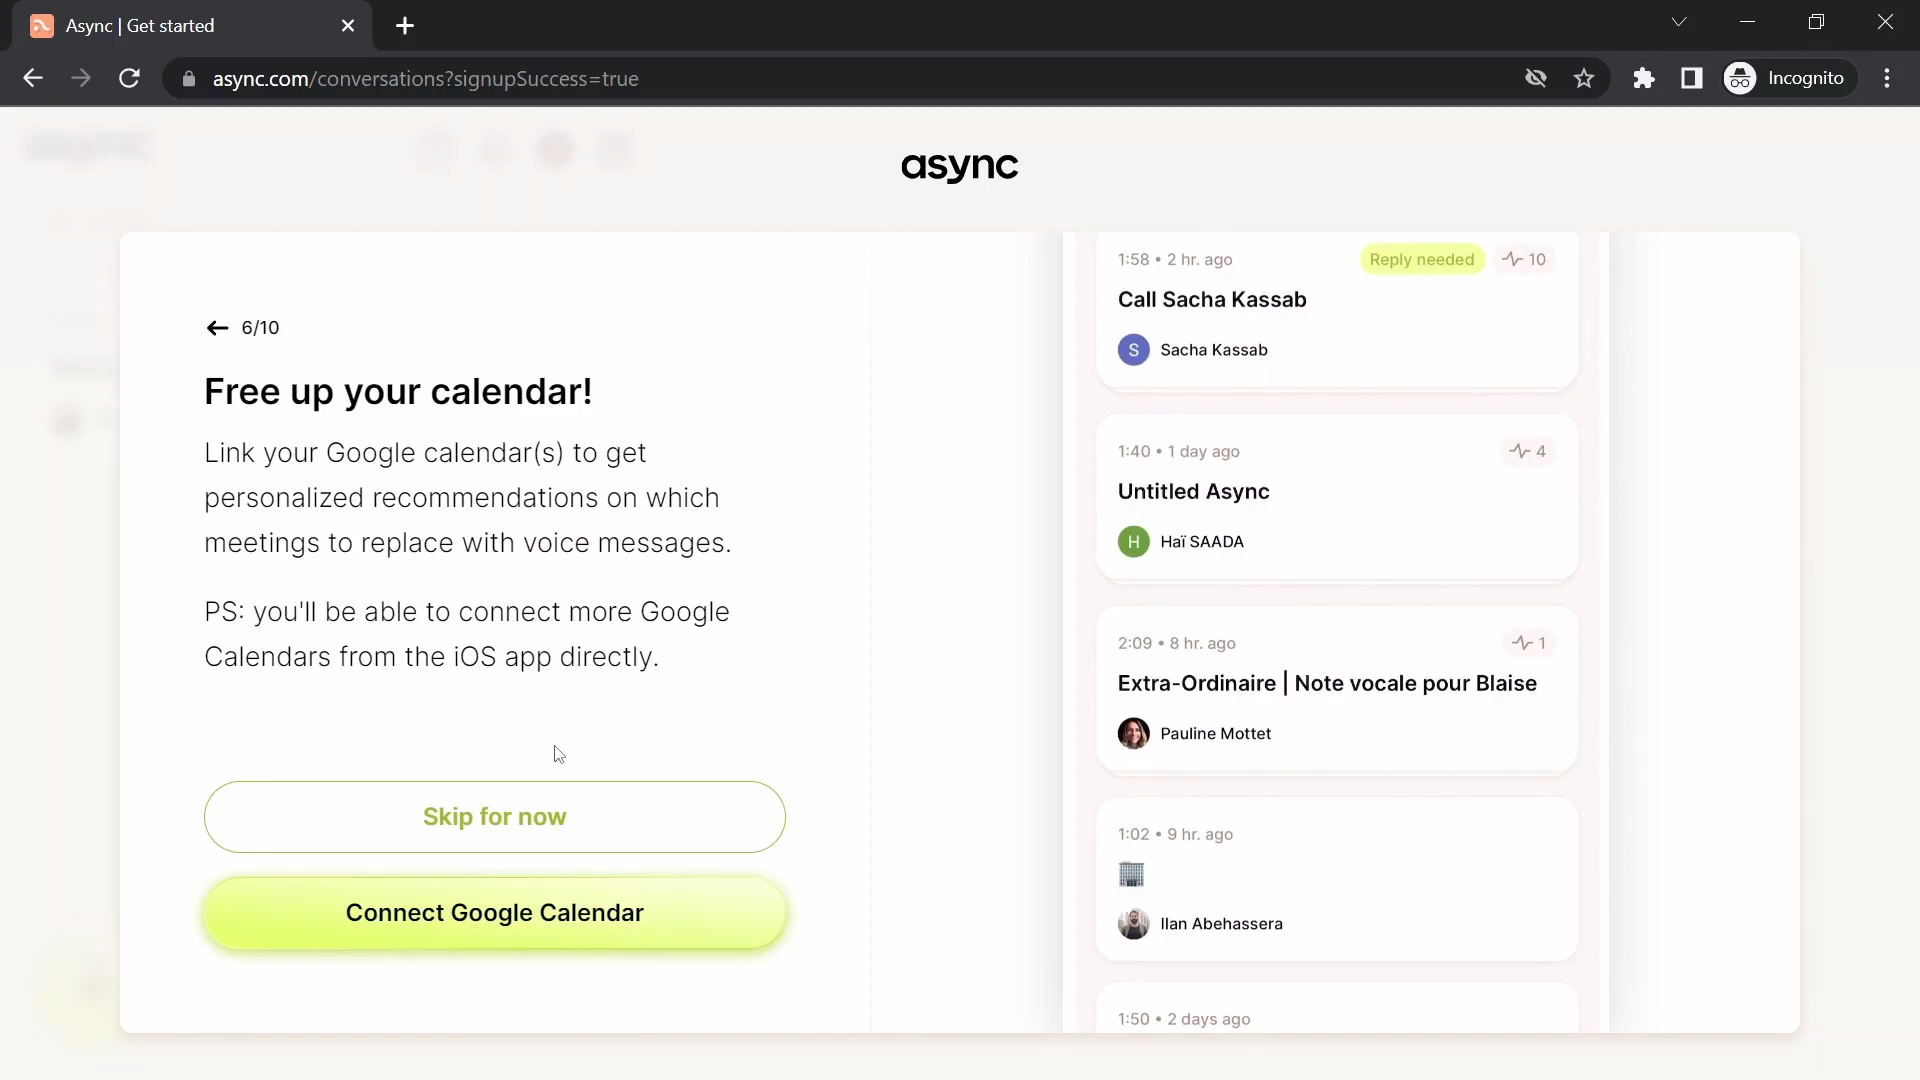 Async | Get started
async.com/conversations?signupSuccess=true
Incognito
async
6/10
Free up your calendar!
Link your Google calendar(s) to get
personalized recommendations on which
meetings to replace with voice messages.
PS: you'll be able to connect more Google
Calendars from the iOS app directly.
Skip for now
Connect Google Calendar
1:58 • 2 hr. ago
Reply needed
10
Call Sacha Kassab
S
Sacha Kassab
1:40 • 1 day ago
4
Untitled Async
H
Haï SAADA
2:09 • 8 hr. ago
1
Extra-Ordinaire | Note vocale pour Blaise
Pauline Mottet
1:02 • 9 hr. ago
Ilan Abehassera
1:50 • 2 days ago